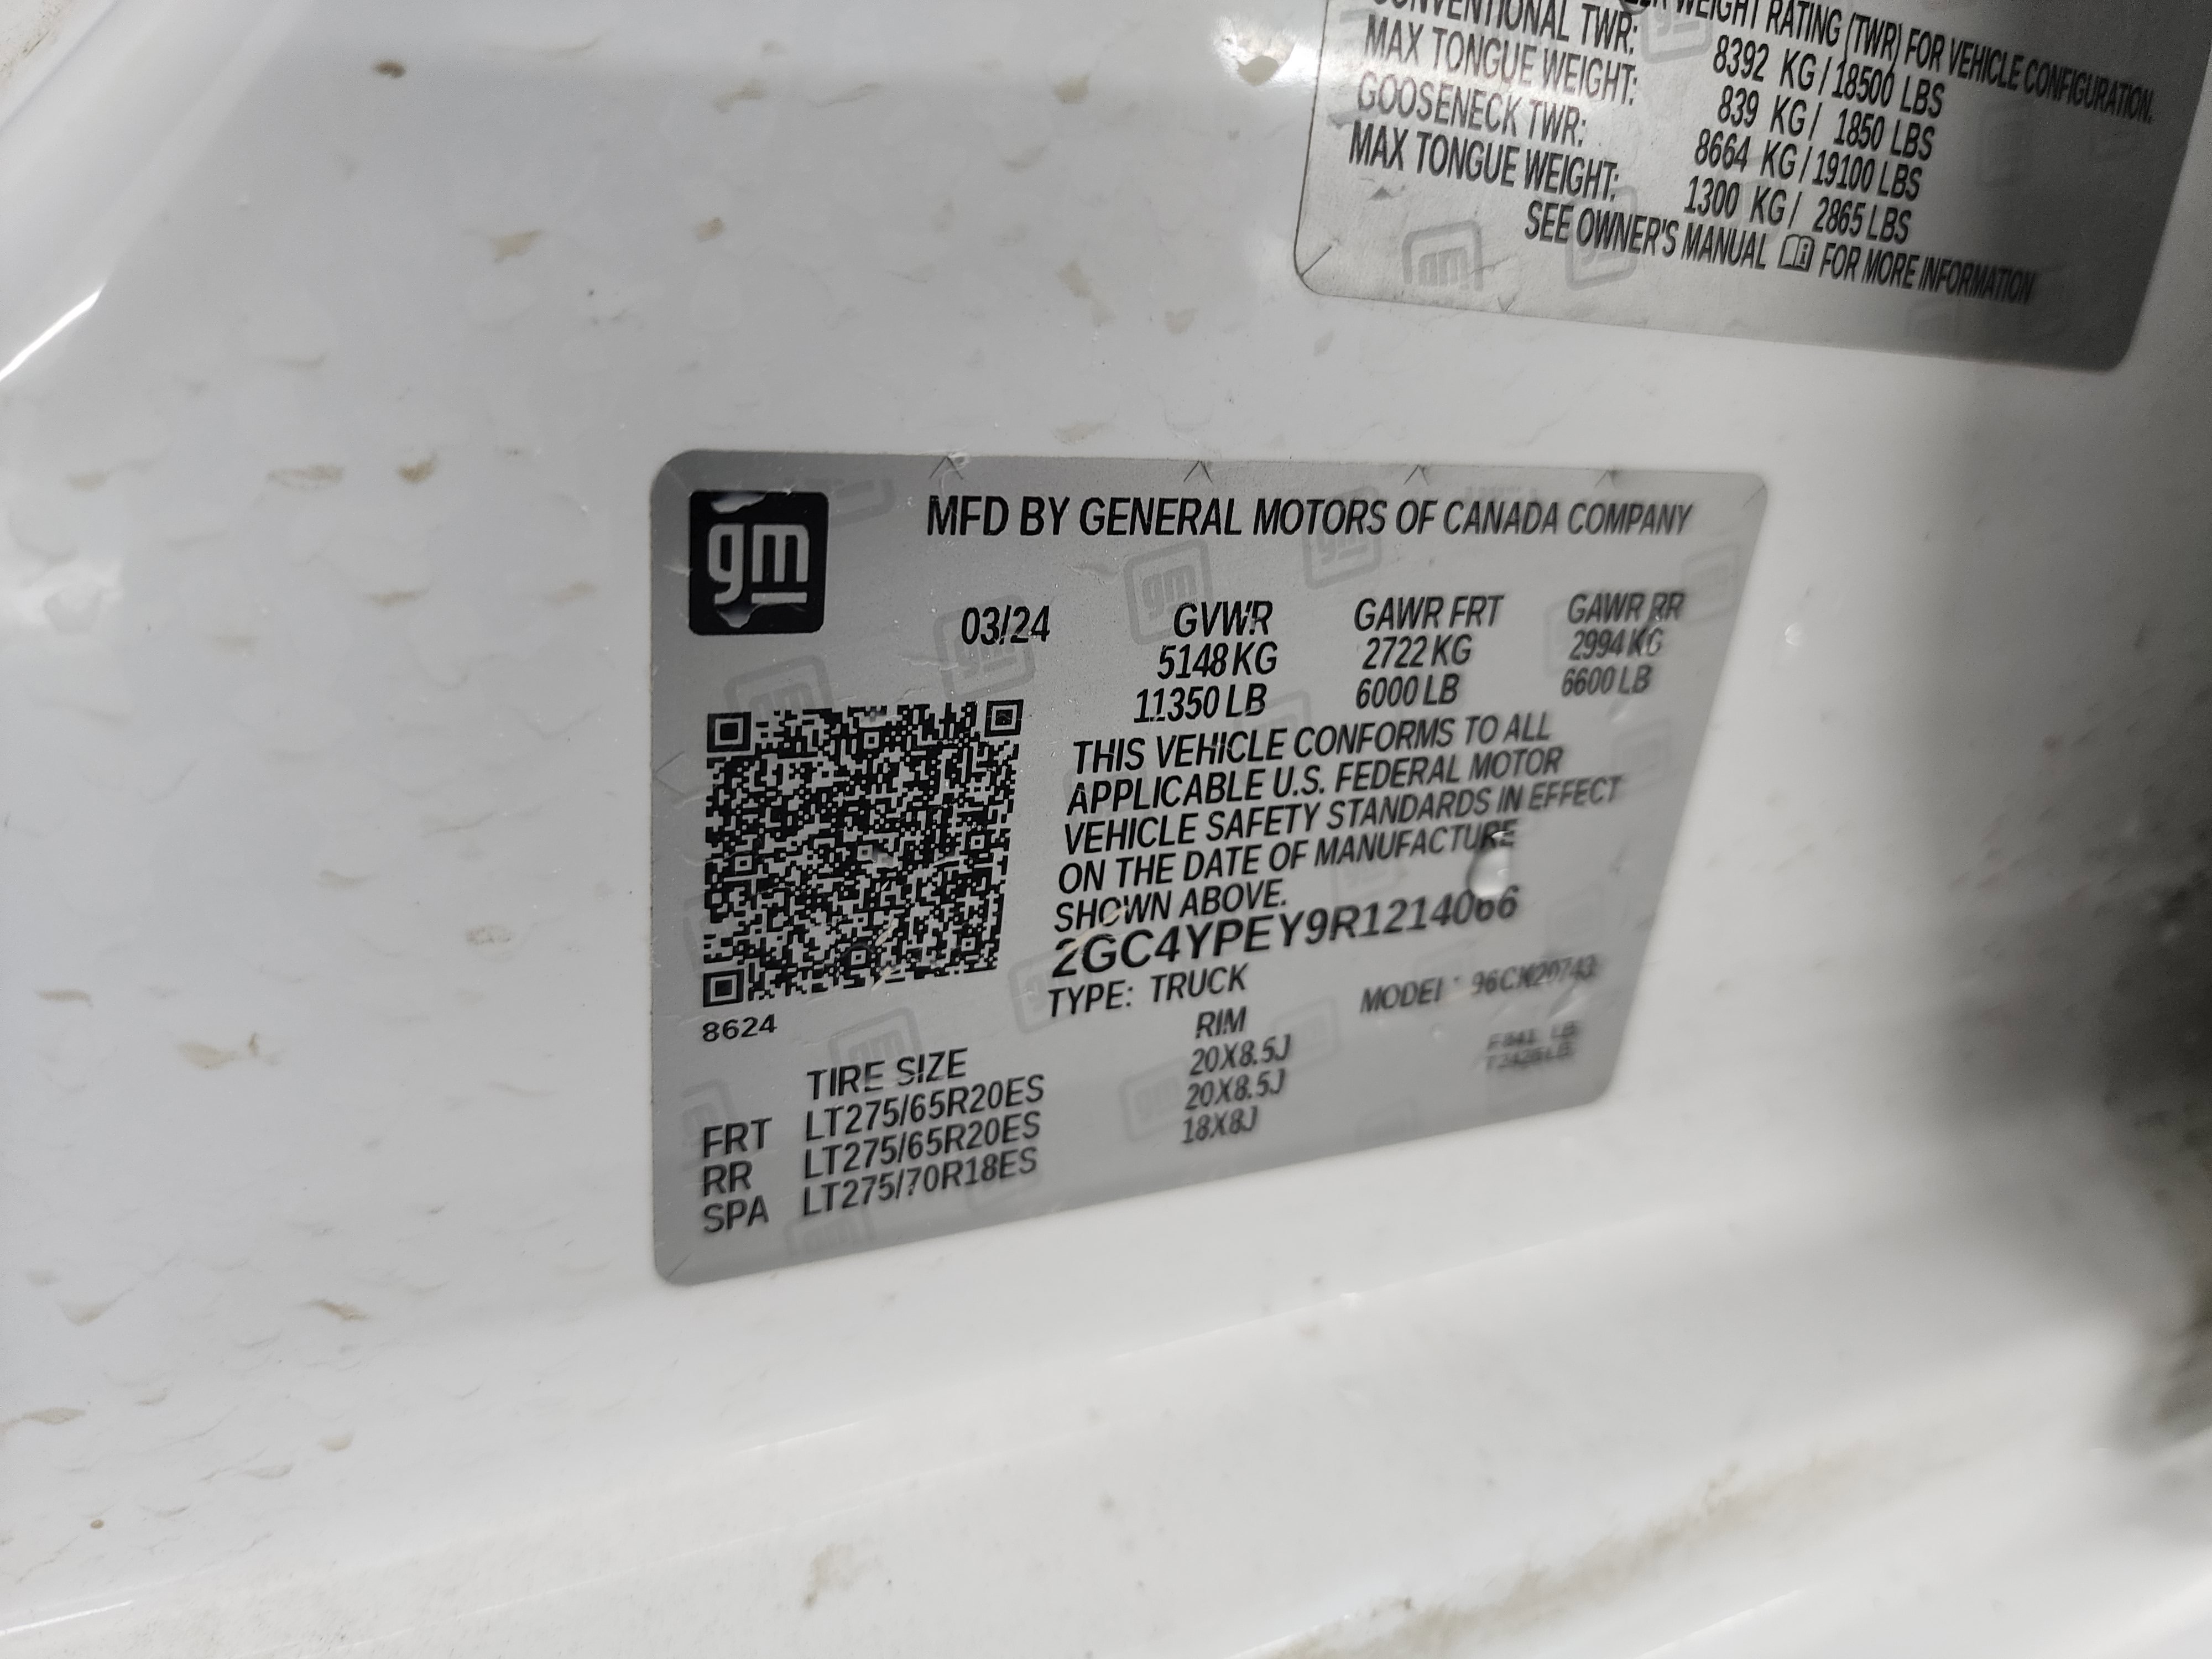 WEIGHT RATING (TWR) FOR VEHICLE CONFIGURATION.
CONVENTIONAL TWR: 8392 KG / 18500 LBS
MAX TONGUE WEIGHT: 839 KG / 1850 LBS
GOOSENECK TWR: 8664 KG / 19100 LBS
MAX TONGUE WEIGHT: 1300 KG / 2865 LBS
SEE OWNER'S MANUAL FOR MORE INFORMATION
gm
MFD BY GENERAL MOTORS OF CANADA COMPANY
03/24 GVWR GAWR FRT GAWR RR
5148 KG 2722 KG 2994 KG
11350 LB 6000 LB 6600 LB
THIS VEHICLE CONFORMS TO ALL
APPLICABLE U.S. FEDERAL MOTOR
VEHICLE SAFETY STANDARDS IN EFFECT
ON THE DATE OF MANUFACTURE
SHOWN ABOVE.
2GC4YPEY9R1214066
TYPE: TRUCK MODEL:
8624
TIRE SIZE RIM
FRT LT275/65R20ES 20X8.5J
RR LT275/65R20ES 20X8.5J
SPA LT275/70R18ES 18X8J